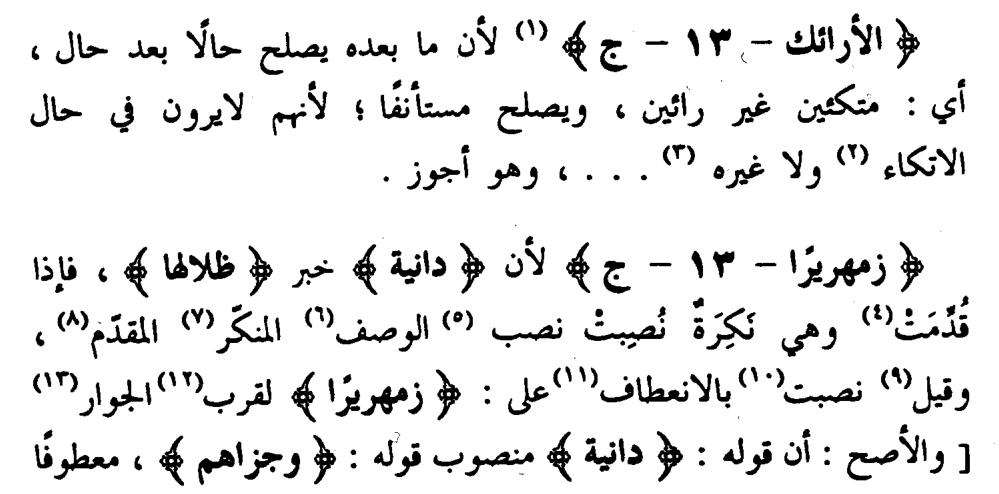 ﴿ الأرائك – ١٣ – ج ﴾ (١) لأن ما بعده يصلح حالًا بعد حال ،
أي : متكئين غير رائين ، ويصلح مستأنفًا ؛ لأنهم لايرون في حال
الاتكاء (٢) ولا غيره (٣) . . . ، وهو أجوز .
﴿ زمهريرًا – ١٣ – ج ﴾ لأن ﴿ دانية ﴾ خبر ﴿ ظلالها ﴾ ، فإذا
قُدِّمَتْ(٤) وهي نَكِرَةٌ نُصِبتْ نصب (٥) الوصف(٦) المنكّر(٧) المقدّم(٨) ،
وقيل(٩) نصبت(١٠) بالانعطاف(١١) على : ﴿ زمهريرًا ﴾ لقرب(١٢) الجوار(١٣)
[ والأصح : أن قوله : ﴿ دانية ﴾ منصوب قوله : ﴿ وجزاهم ﴾ ، معطوفًا